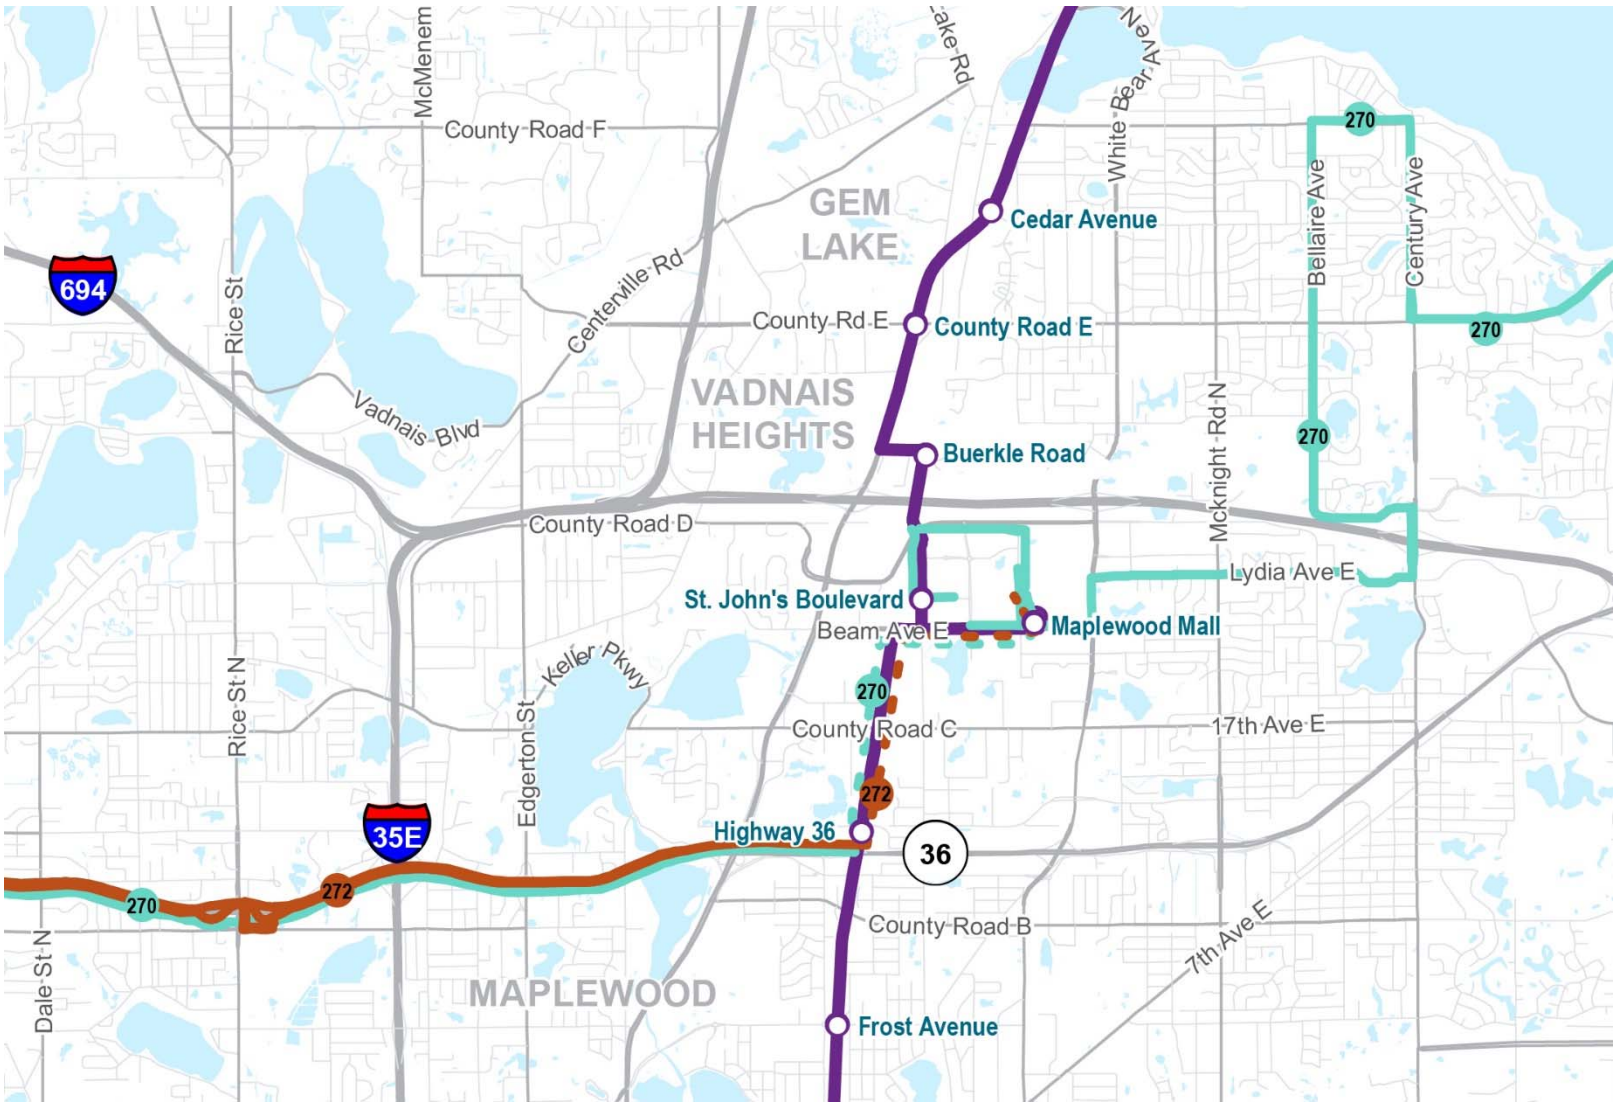 McMenem
Lake Rd
N
White Bear Ave
N
County Road F
270
Bellaire Ave
Century Ave
GEM
LAKE
Cedar Avenue
694
Rice St
Centerville Rd
County Rd E
County Road E
270
VADNAIS
HEIGHTS
Vadnais Blvd
Mcknight Rd N
270
Buerkle Road
County Road D
Lydia Ave E
St. John's Boulevard
Beam Ave E
Maplewood Mall
Keller Pkwy
Rice St N
Edgerton St
270
County Road C
17th Ave E
272
35E
Highway 36
36
270
272
County Road B
7th Ave E
Dale St N
MAPLEWOOD
Frost Avenue